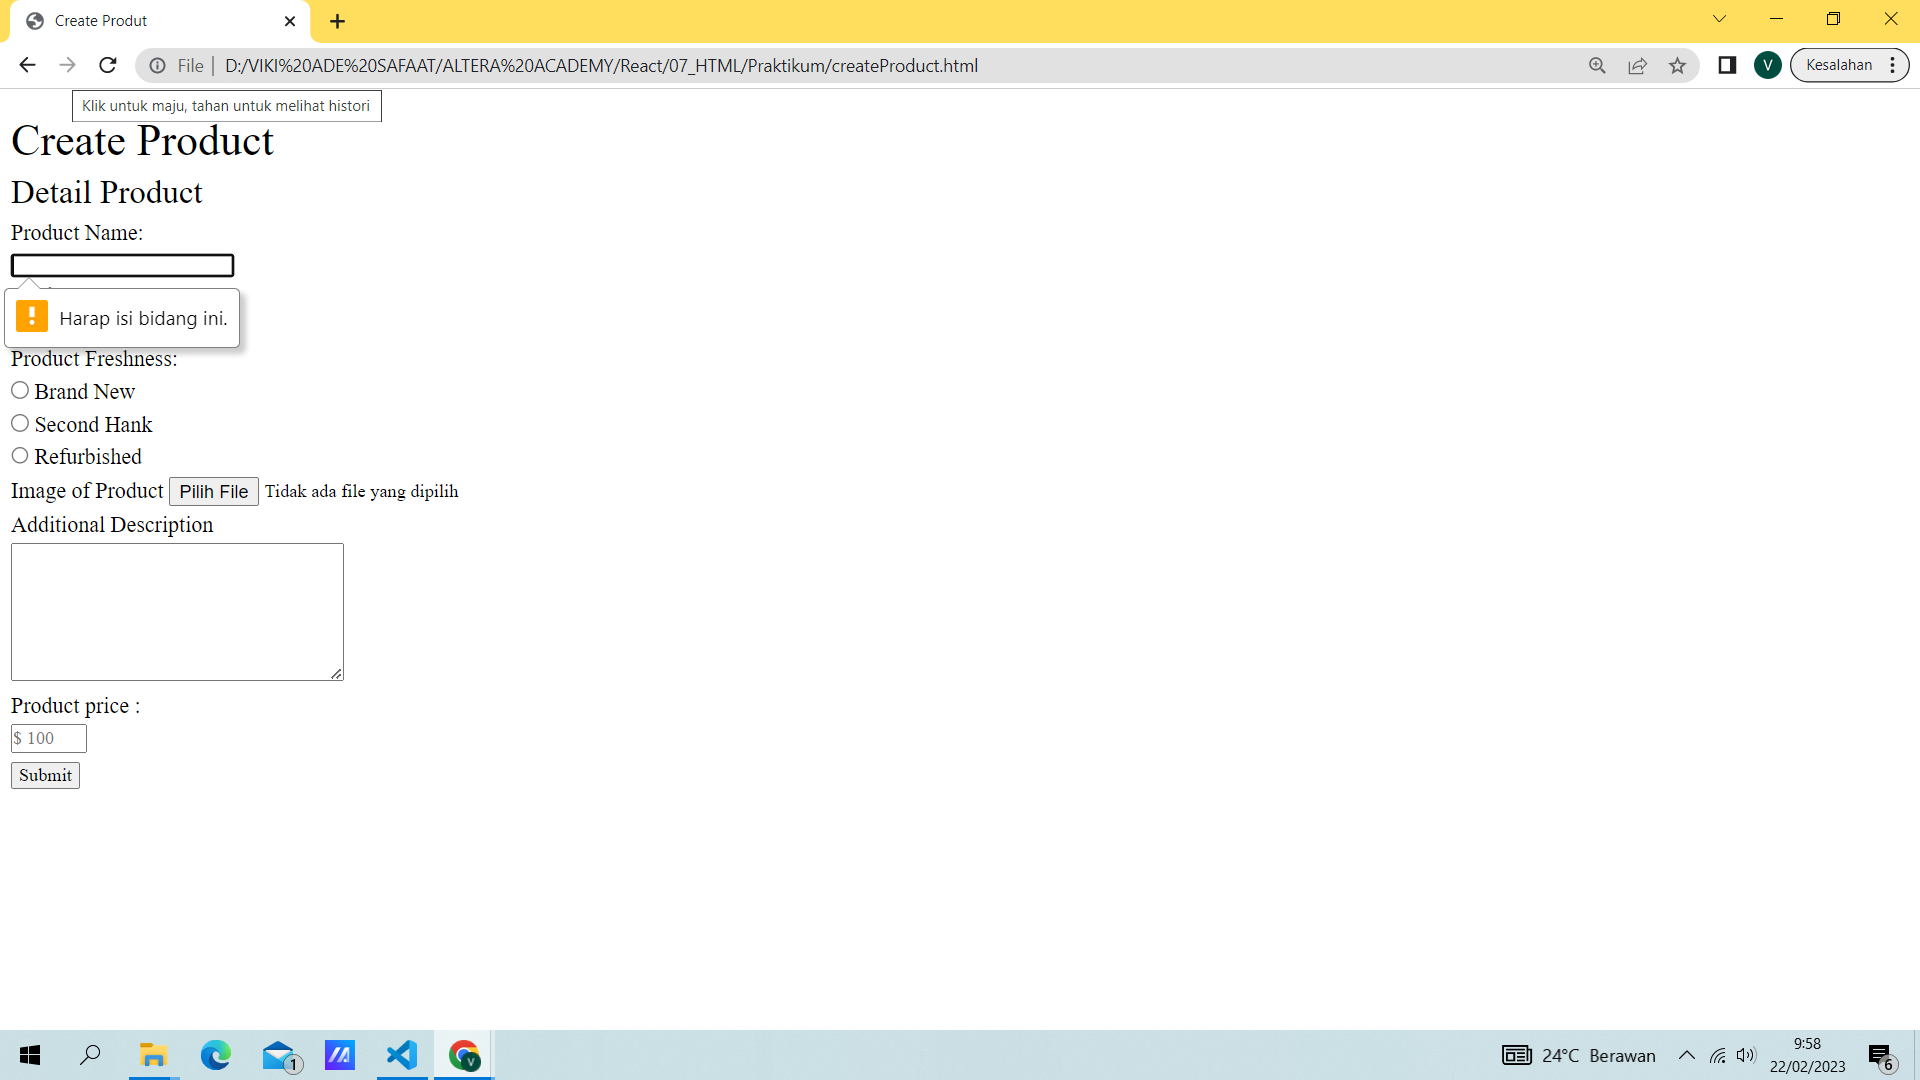 Create Produt
File
D:/VIKI%20ADE%20SAFAAT/ALTERA%20ACADEMY/React/07_HTML/Praktikum/createProduct.html
V
Kesalahan
Klik untuk maju, tahan untuk melihat histori
Create Product
Detail Product
Product Name:
Harap isi bidang ini.
Product Freshness:
Brand New
Second Hank
Refurbished
Image of Product Pilih File Tidak ada file yang dipilih
Additional Description
Product price :
$ 100
Submit
1
V
24°C Berawan
9:58
22/02/2023
6